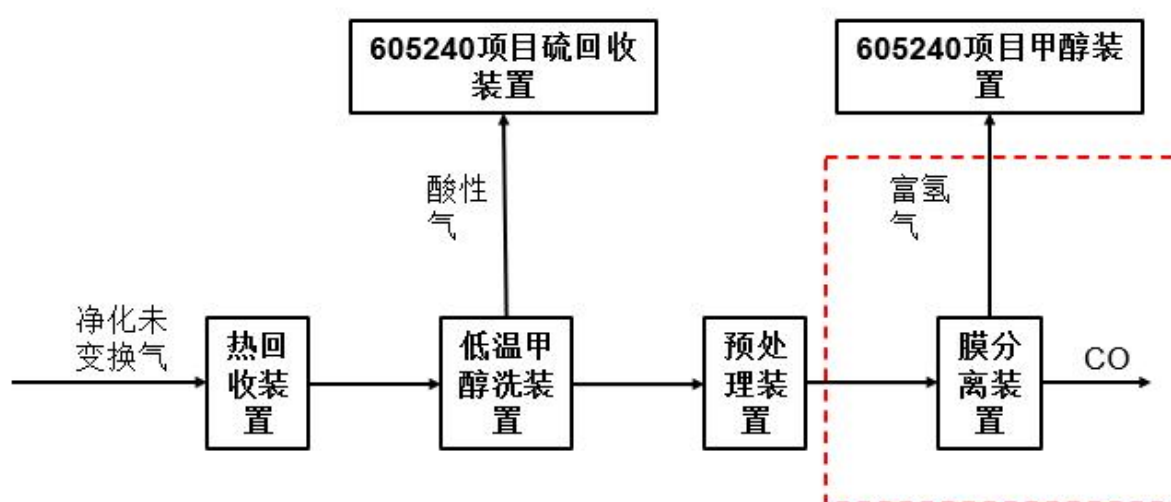 605240项目硫回收
装置
605240项目甲醇装
置
酸性
气
富氢
气
净化未
变换气
热回
收装
置
低温甲
醇洗装
置
预处
理装
置
膜分
离装
置
CO